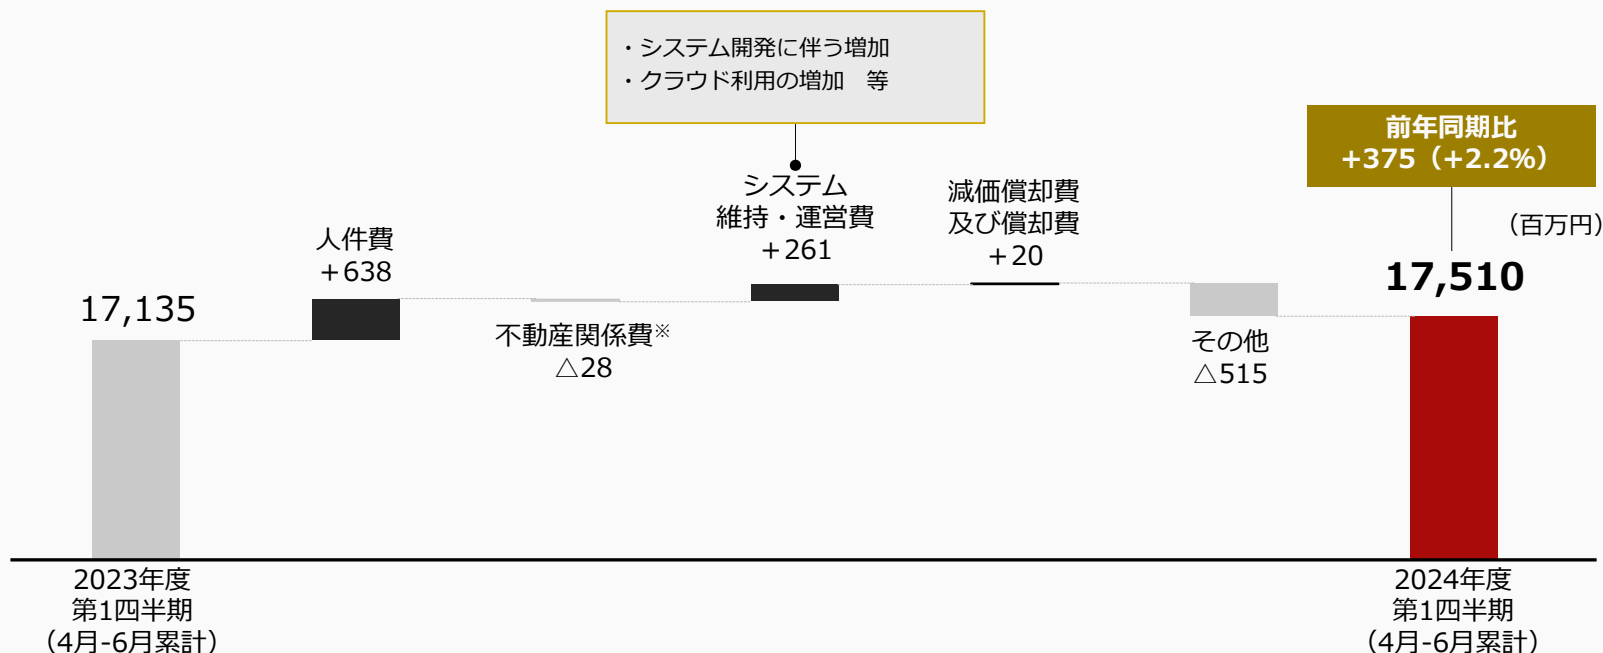 ・システム開発に伴う増加
・クラウド利用の増加　等
前年同期比
+375（+2.2%）
（百万円）
17,135
人件費
＋638
不動産関係費※
△28
システム
維持・運営費
＋261
減価償却費
及び償却費
＋20
その他
△515
17,510
2023年度
第1四半期
（4月-6月累計）
2024年度
第1四半期
（4月-6月累計）